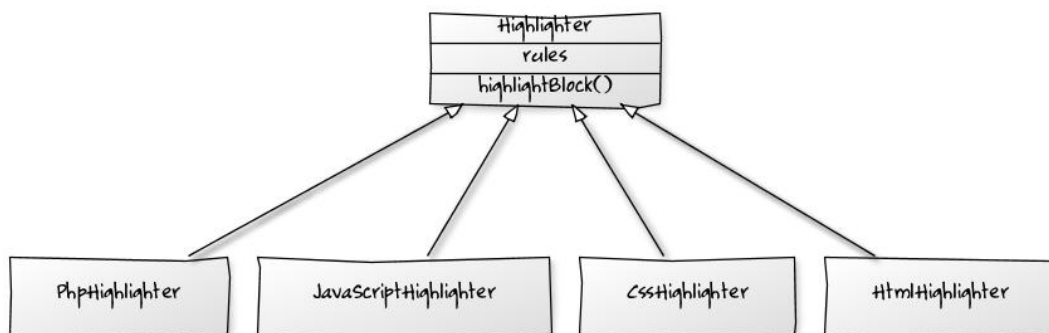 Highlighter
rules
highlightBlock()
PhpHighlighter
JavaScriptHighlighter
CssHighlighter
HtmlHighlighter